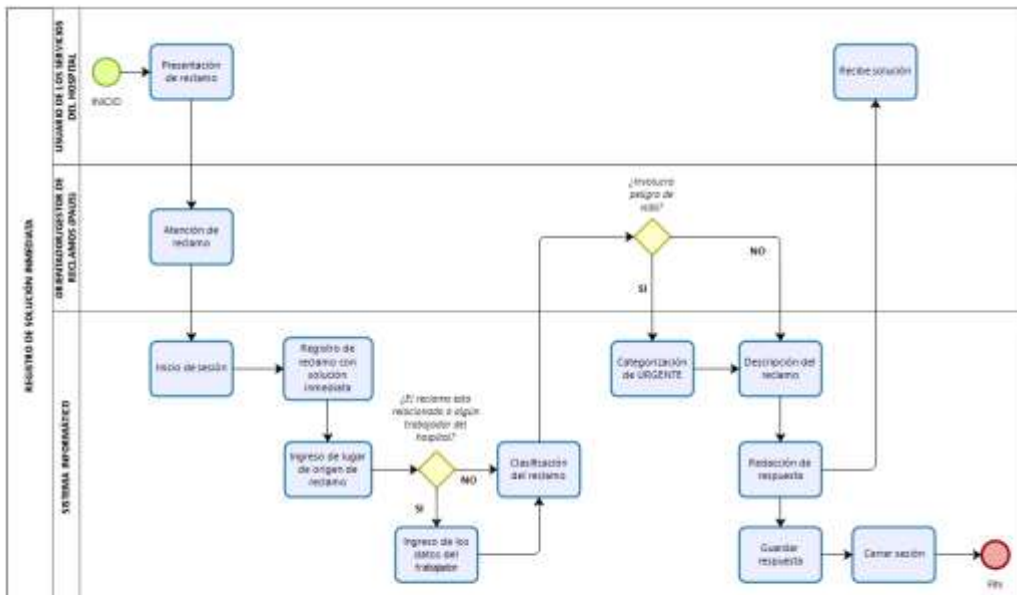 REGISTRO DE SOLUCIÓN INMEDIATA
USUARIO DE LOS SERVICIOS
DEL HOSPITAL
INICIO
Presentación
de reclamo
Recibe solución
ORIENTADOR/GESTOR DE
RECLAMOS (PAUS)
Atención de
reclamo
¿Involucra
peligro de
vida?
SI
NO
SISTEMA INFORMÁTICO
Inicio de sesión
Registro de
reclamo con
solución
inmediata
Ingreso de lugar
de origen de
reclamo
¿El reclamo está
relacionado a algún
trabajador del
hospital?
NO
SI
Ingreso de los
datos del
trabajador
Clasificación
del reclamo
Categorización
de URGENTE
Descripción del
reclamo
Redacción de
respuesta
Guardar
respuesta
Cerrar sesión
FIN